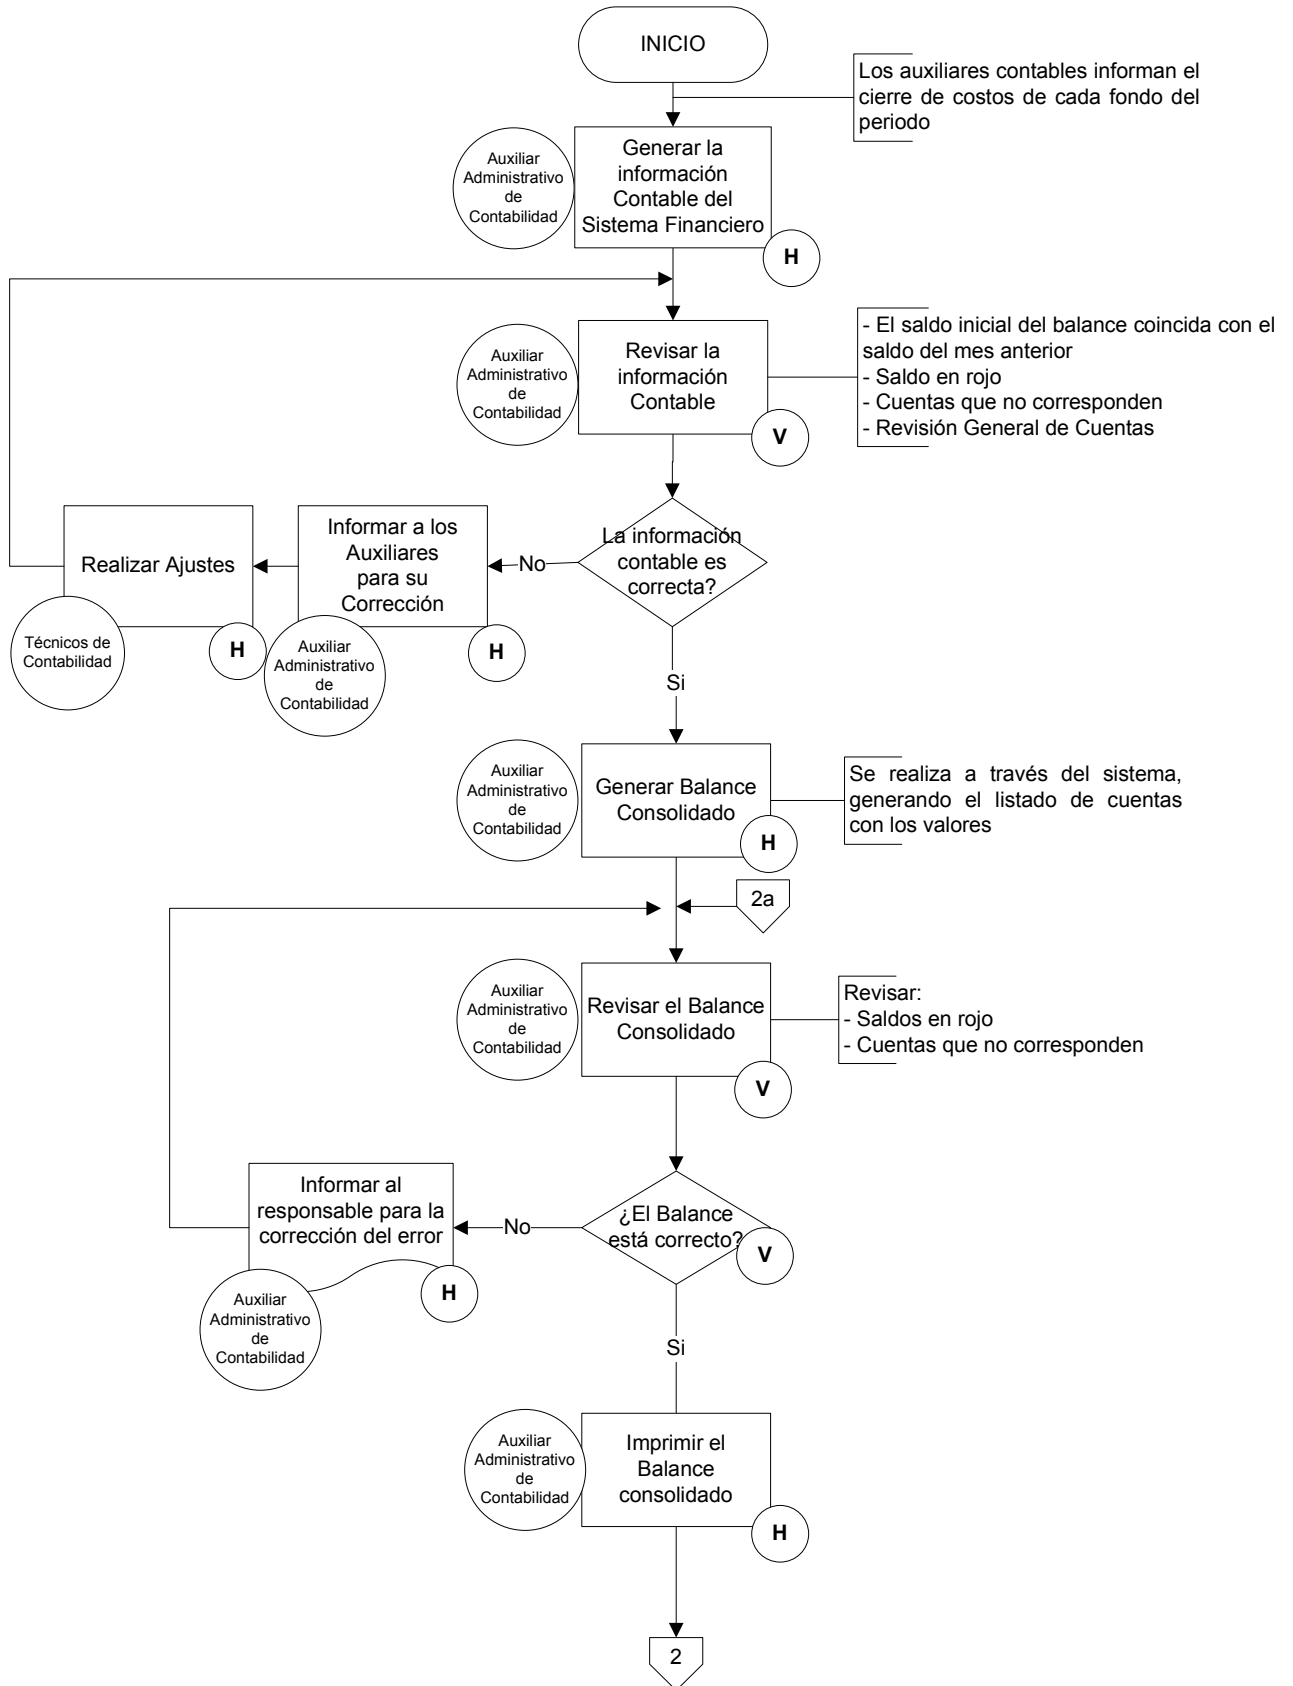 INICIO
Los auxiliares contables informan el
cierre de costos de cada fondo del
periodo
Auxiliar
Administrativo
de
Contabilidad
Generar la
información
Contable del
Sistema Financiero
H
Auxiliar
Administrativo
de
Contabilidad
Revisar la
información
Contable
V
- El saldo inicial del balance coincida con el
saldo del mes anterior
- Saldo en rojo
- Cuentas que no corresponden
- Revisión General de Cuentas
La información
contable es
correcta?
No
Informar a los
Auxiliares
para su
Corrección
Auxiliar
Administrativo
de
Contabilidad
H
Realizar Ajustes
Técnicos de
Contabilidad
H
Si
Auxiliar
Administrativo
de
Contabilidad
Generar Balance
Consolidado
H
Se realiza a través del sistema,
generando el listado de cuentas
con los valores
2a
Auxiliar
Administrativo
de
Contabilidad
Revisar el Balance
Consolidado
V
Revisar:
- Saldos en rojo
- Cuentas que no corresponden
¿El Balance
está correcto?
V
No
Informar al
responsable para la
corrección del error
Auxiliar
Administrativo
de
Contabilidad
H
Si
Auxiliar
Administrativo
de
Contabilidad
Imprimir el
Balance
consolidado
H
2